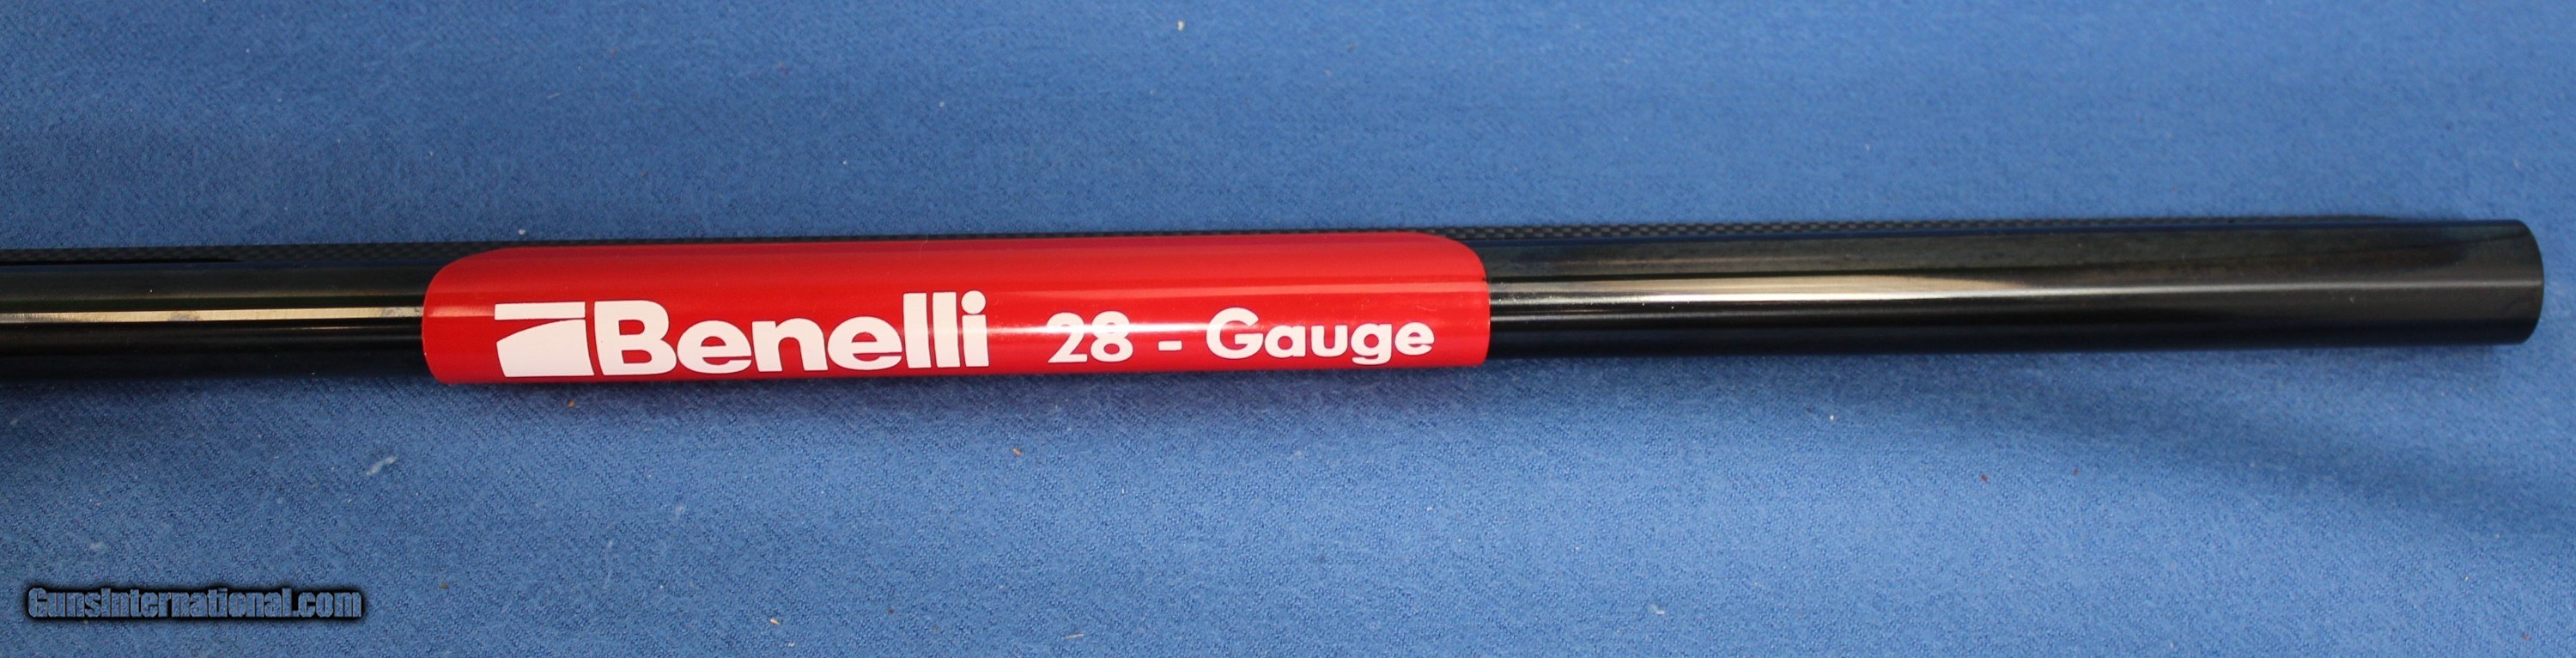 Benelli 28 - Gauge
GunsInternational.com